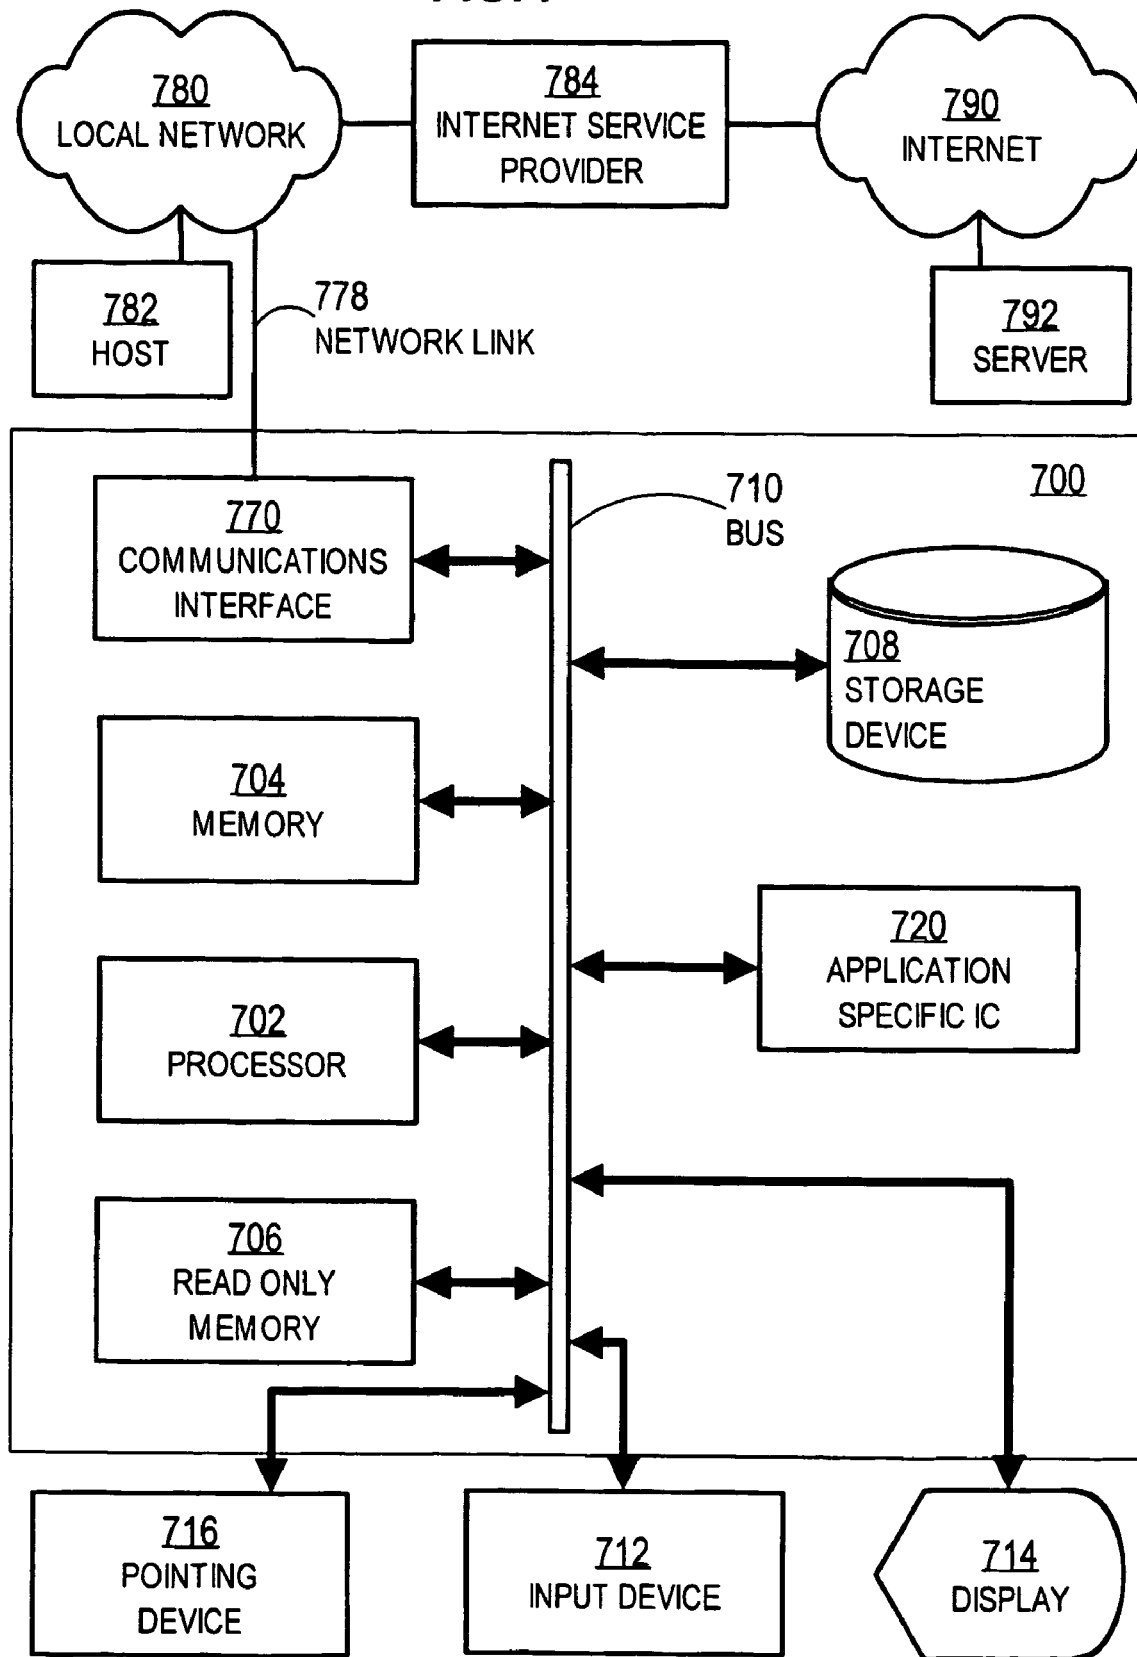 780
LOCAL NETWORK
784
INTERNET SERVICE
PROVIDER
790
INTERNET
782
HOST
778
NETWORK LINK
792
SERVER
700
710
BUS
770
COMMUNICATIONS
INTERFACE
708
STORAGE
DEVICE
704
MEMORY
720
APPLICATION
SPECIFIC IC
702
PROCESSOR
706
READ ONLY
MEMORY
716
POINTING
DEVICE
712
INPUT DEVICE
714
DISPLAY